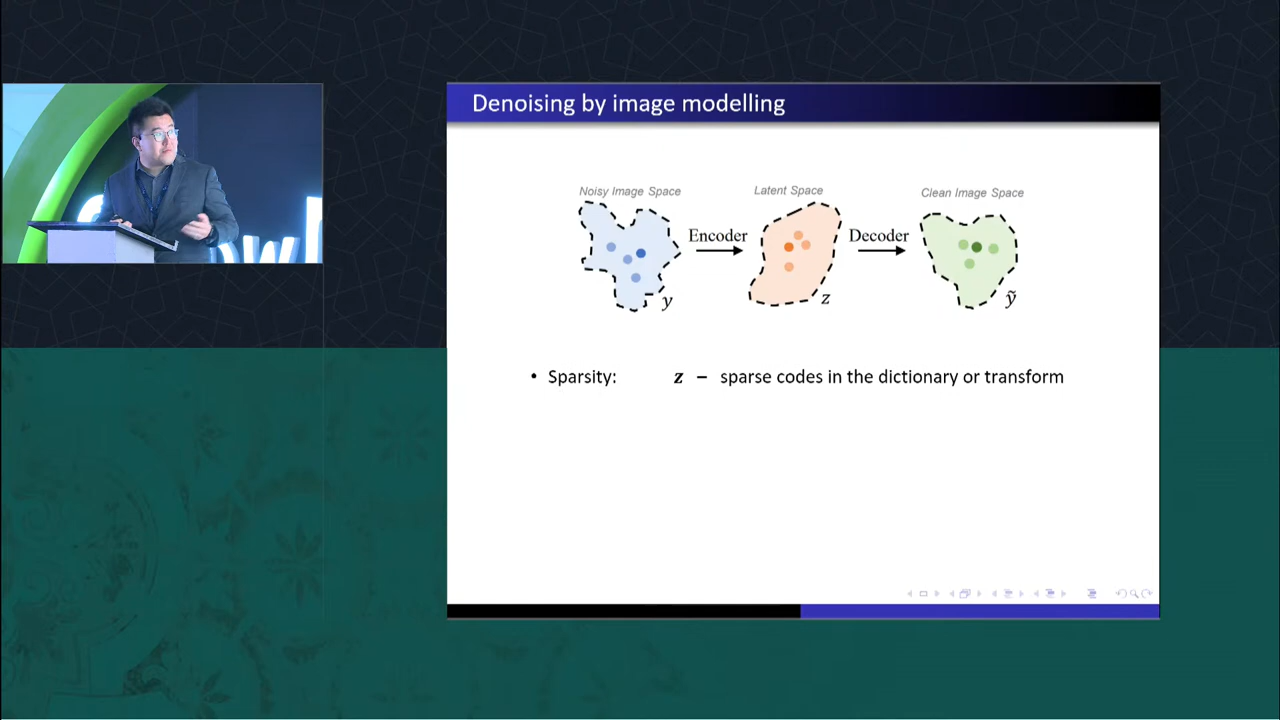 Denoising by image modelling
Noisy Image Space
Latent Space
Clean Image Space
Encoder
Decoder
y
z
ỹ
• Sparsity: z – sparse codes in the dictionary or transform